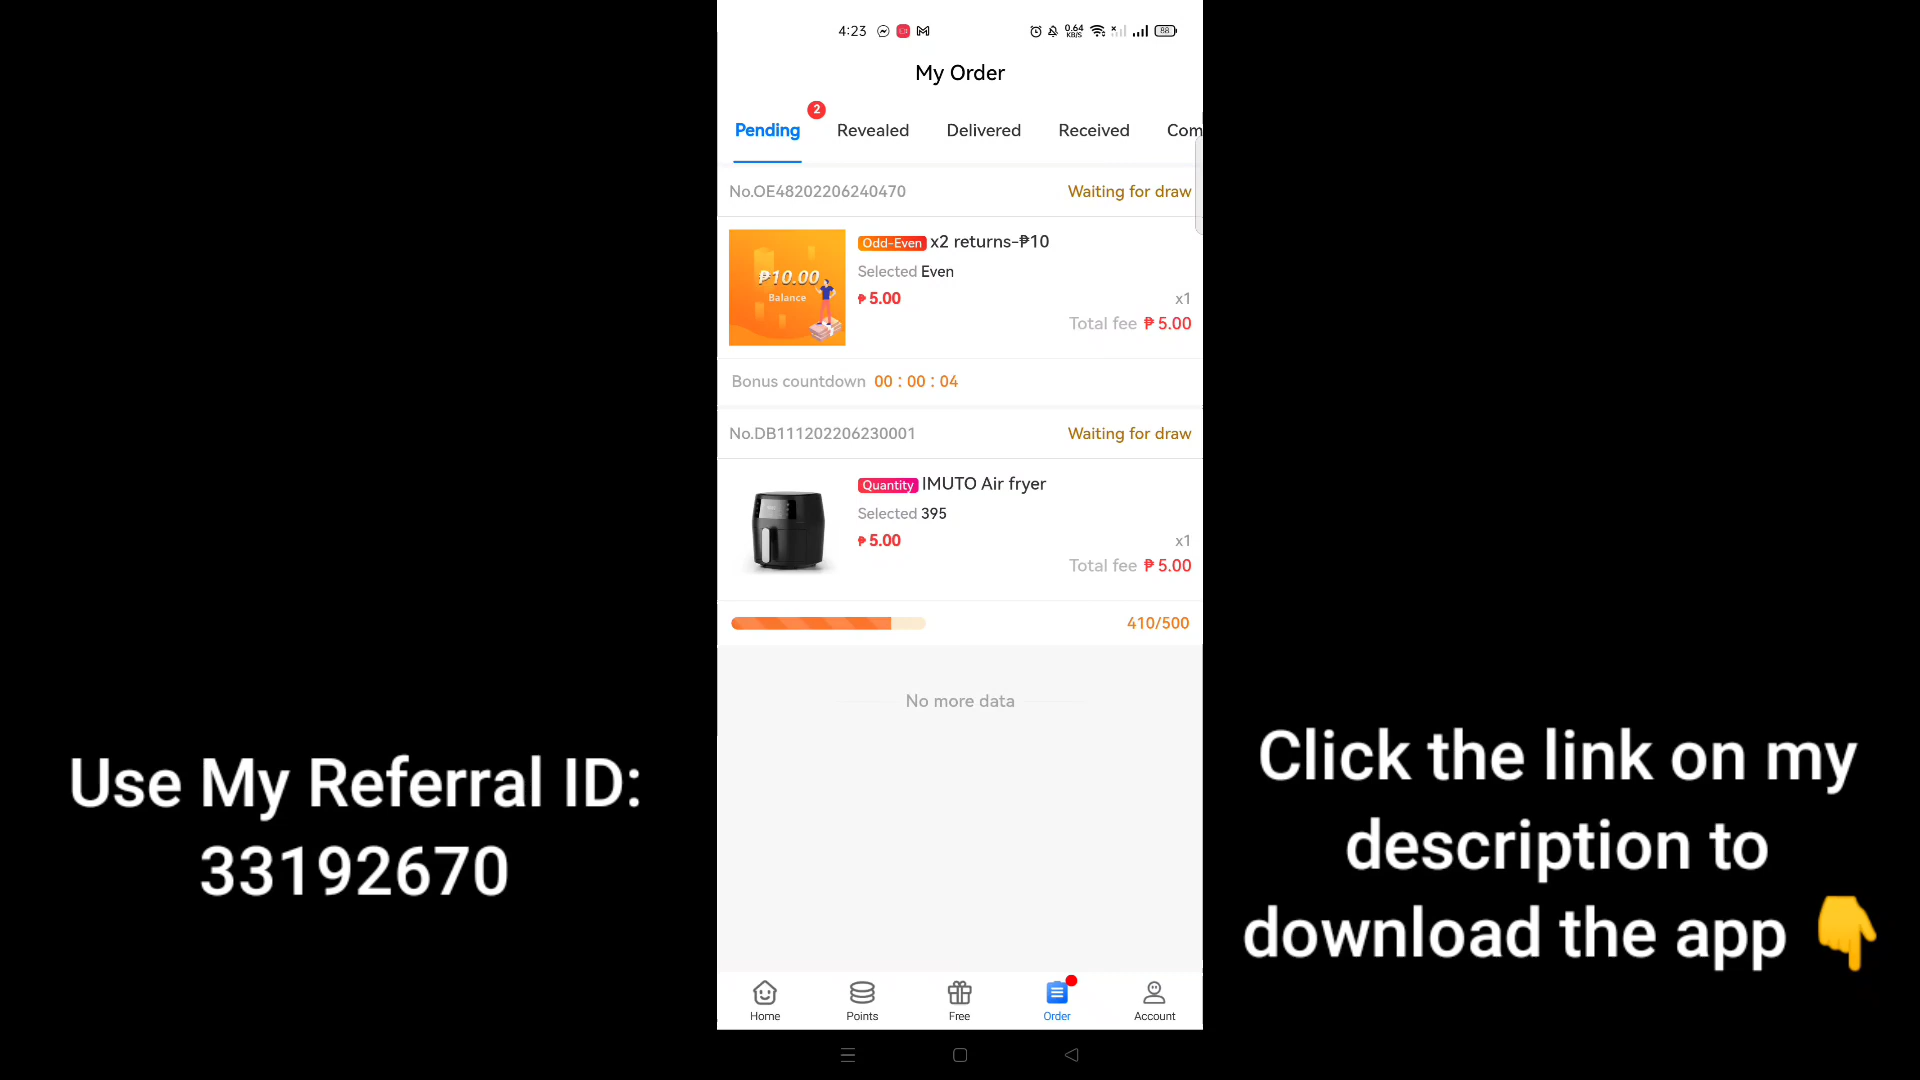 4:23
0.64
KB/S
88
My Order
2
Pending Revealed Delivered Received Com
No.OE48202206240470 Waiting for draw
Odd-Even x2 returns-₱10
₱10.00
Balance
Selected Even
₱ 5.00 x1
Total fee ₱ 5.00
Bonus countdown 00 : 00 : 04
No.DB111202206230001 Waiting for draw
Quantity IMUTO Air fryer
Selected 395
₱ 5.00 x1
Total fee ₱ 5.00
410/500
No more data
Use My Referral ID:
33192670
Click the link on my
description to
download the app 👇
Home Points Free Order Account